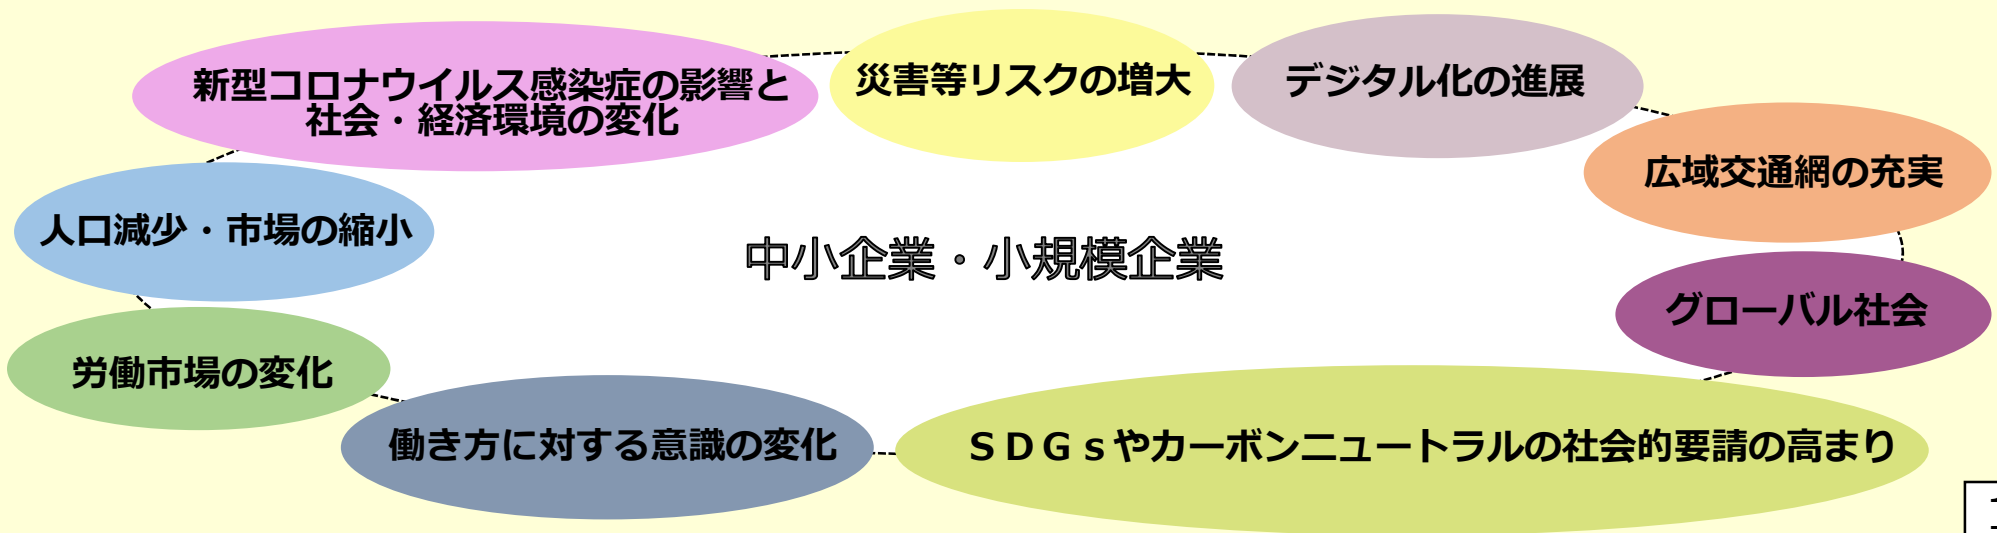 新型コロナウイルス感染症の影響と
社会・経済環境の変化
災害等リスクの増大
デジタル化の進展
広域交通網の充実
人口減少・市場の縮小
中小企業・小規模企業
グローバル社会
労働市場の変化
働き方に対する意識の変化
ＳＤＧｓやカーボンニュートラルの社会的要請の高まり